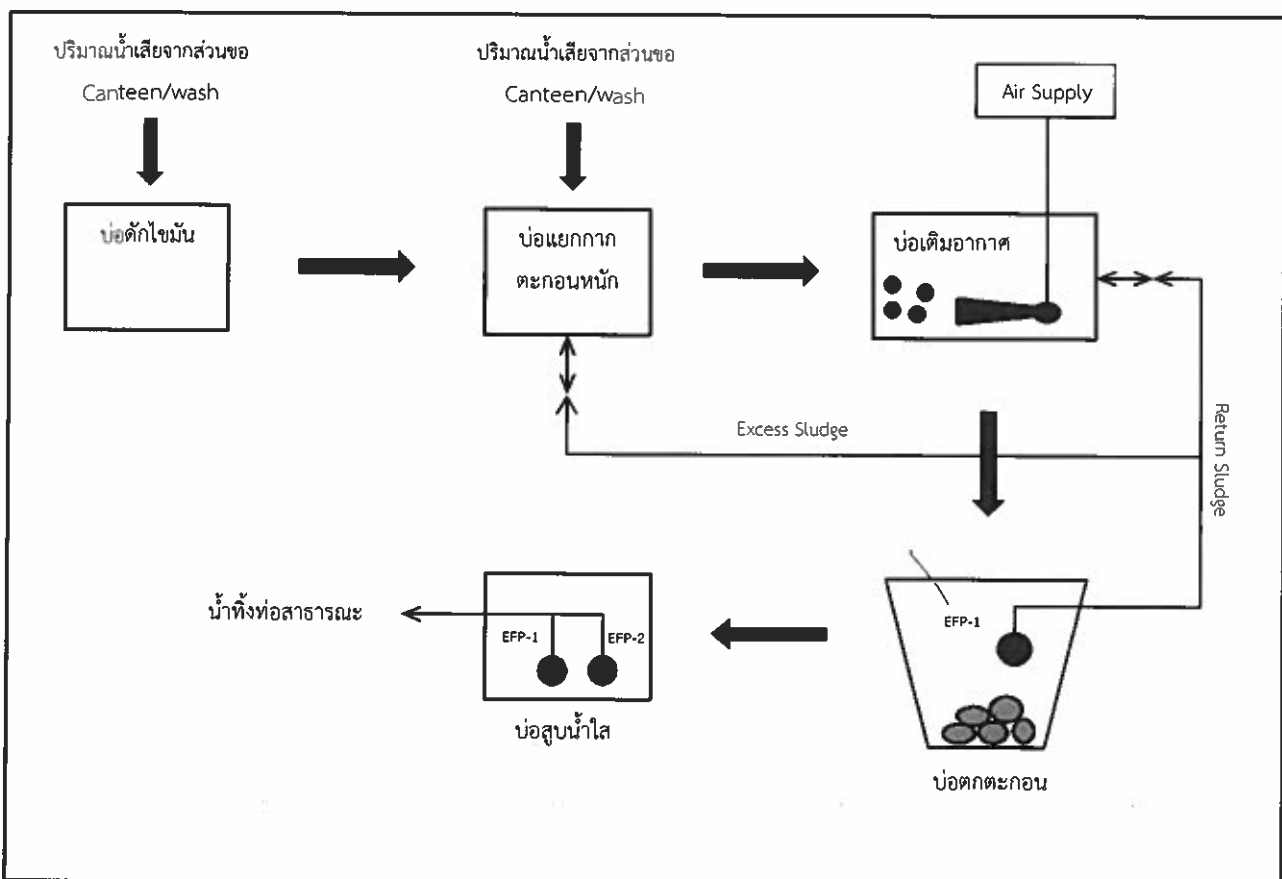 ปริมาณน้ำเสียจากส่วนขอ
Canteen/wash
ปริมาณน้ำเสียจากส่วนขอ
Canteen/wash
Air Supply
บ่อดักไขมัน
บ่อแยกกาก
ตะกอนหนัก
บ่อเติมอากาศ
Excess Sludge
Return Sludge
น้ำทิ้งท่อสาธารณะ
EFP-1
EFP-2
บ่อสูบน้ำใส
EFP-1
บ่อตกตะกอน